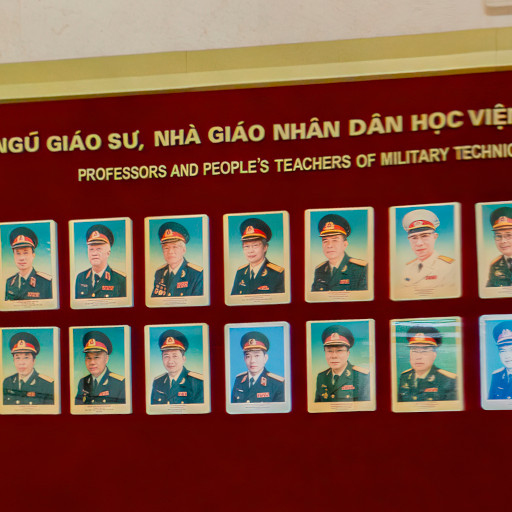 NGŨ GIÁO SƯ, NHÀ GIÁO NHÂN DÂN HỌC VIỆN
PROFESSORS AND PEOPLE'S TEACHERS OF MILITARY TECHNIC